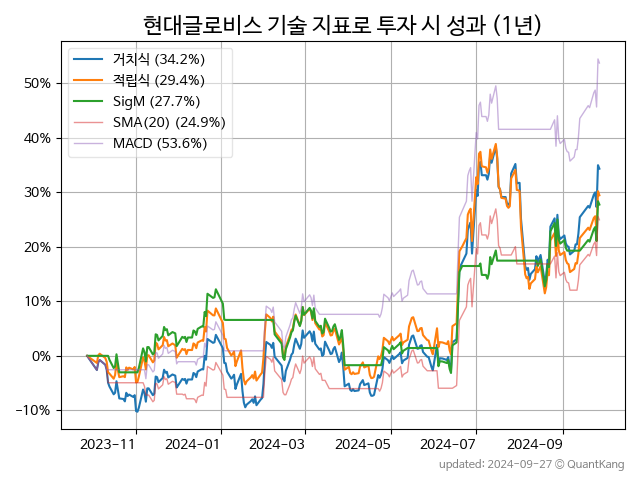 현대글로비스 기술 지표로 투자 시 성과 (1년)
거치식 (34.2%)
적립식 (29.4%)
SigM (27.7%)
SMA(20) (24.9%)
MACD (53.6%)
50%
40%
30%
20%
10%
0%
−10%
2023-11 2024-01 2024-03 2024-05 2024-07 2024-09
updated: 2024-09-27 © QuantKang